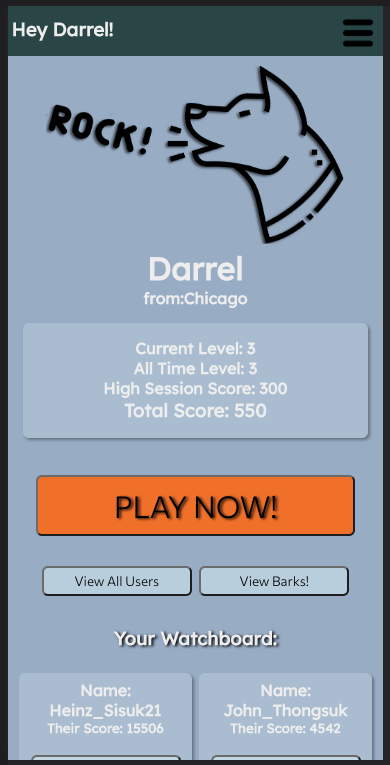 Hey Darrel!
ROCK!
Darrel
from:Chicago
Current Level: 3
All Time Level: 3
High Session Score: 300
Total Score: 550
PLAY NOW!
View All Users
View Barks!
Your Watchboard:
Name:
Heinz_Sisuk21
Their Score: 15506
Name:
John_Thongsuk
Their Score: 4542